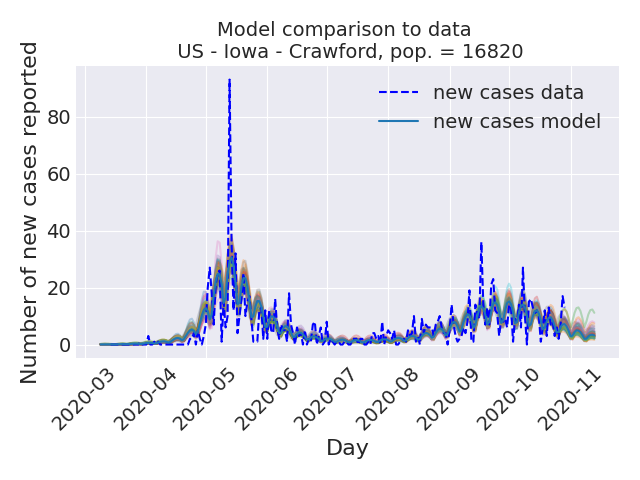 Model comparison to data
US - Iowa - Crawford, pop. = 16820
Number of new cases reported
80
60
40
20
0
new cases data
new cases model
2020-03
2020-04
2020-05
2020-06
2020-07
2020-08
2020-09
2020-10
2020-11
Day